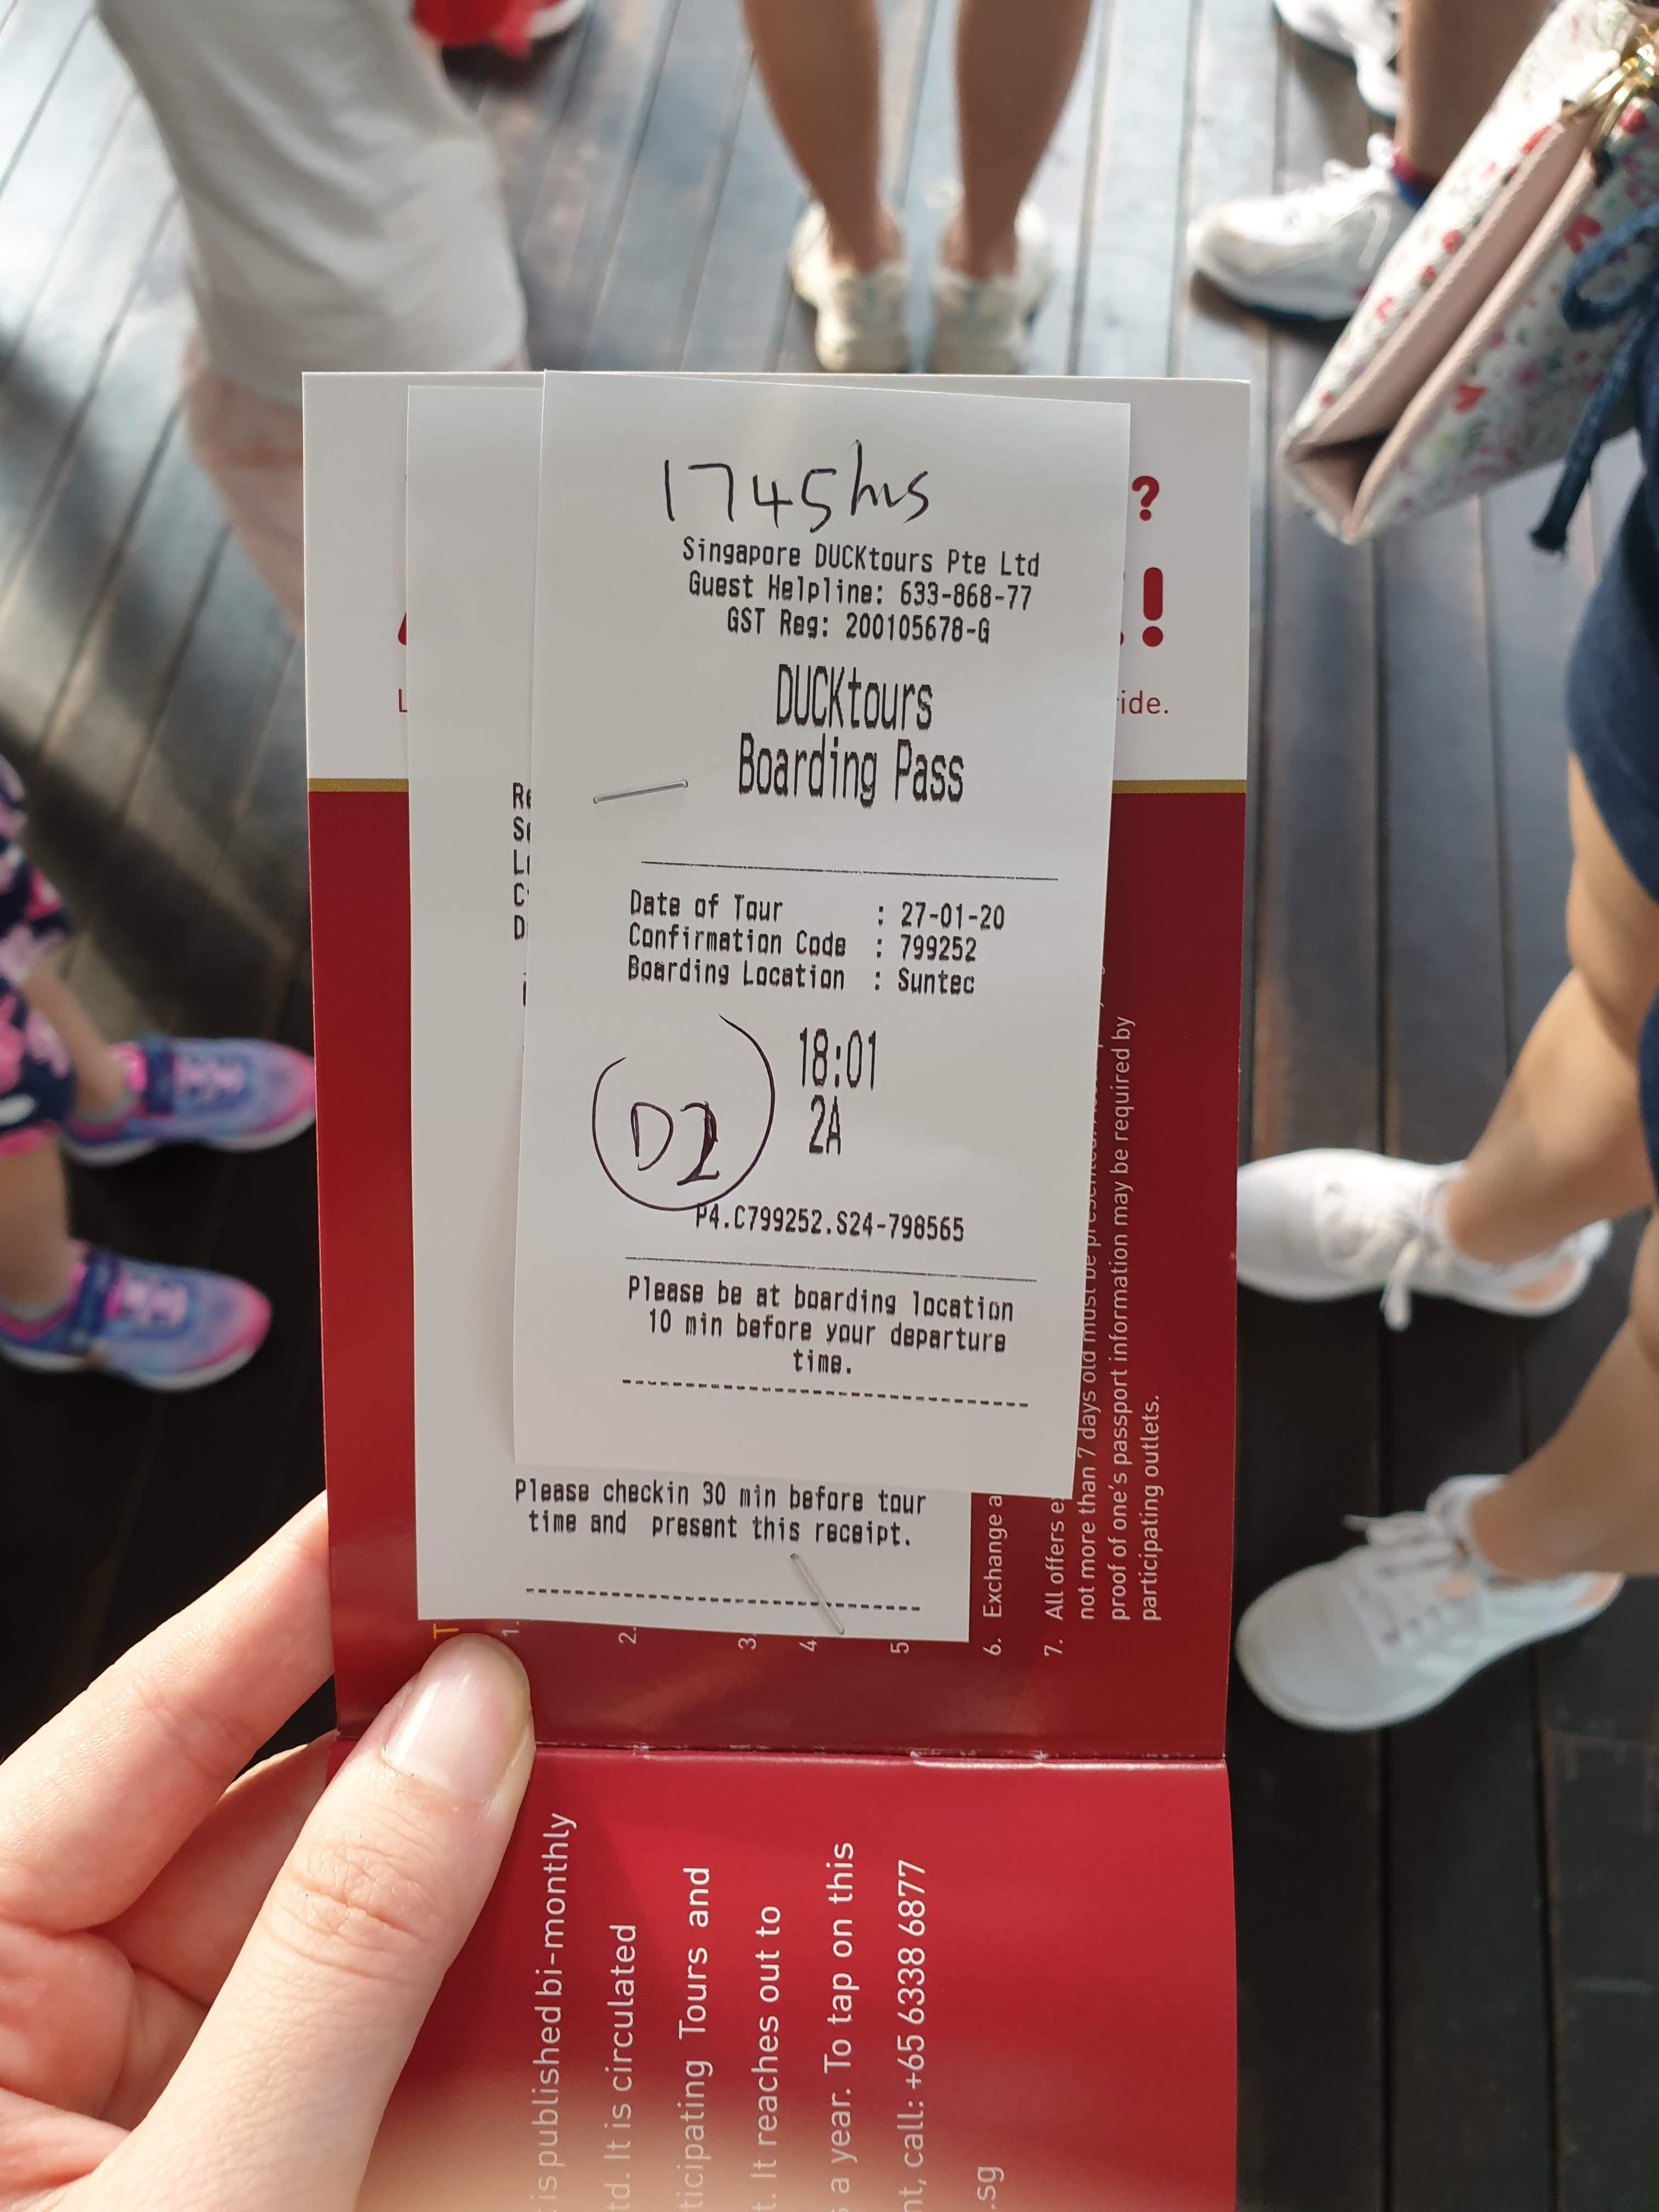 1745hrs
Singapore DUCKtours Pte Ltd
Guest Helpline: 633-868-77
GST Reg: 200105678-G
DUCKtours
Boarding Pass
Date of Tour : 27-01-20
Confirmation Code : 799252
Boarding Location : Suntec
18:01
2A
P4.C799252.S24-798565
Please be at boarding location
10 min before your departure
time.
Please checkin 30 min before tour
time and present this receipt.
?
!
ride.
1.
2.
3
4
5
6. Exchange a
7. All offers e
not more than 7 days old must be presented.
proof of one's passport information may be required by
participating outlets.
is published bi-monthly
td. It is circulated
ticipating Tours and
t. It reaches out to
a year. To tap on this
nt, call: +65 6338 6877
.sg